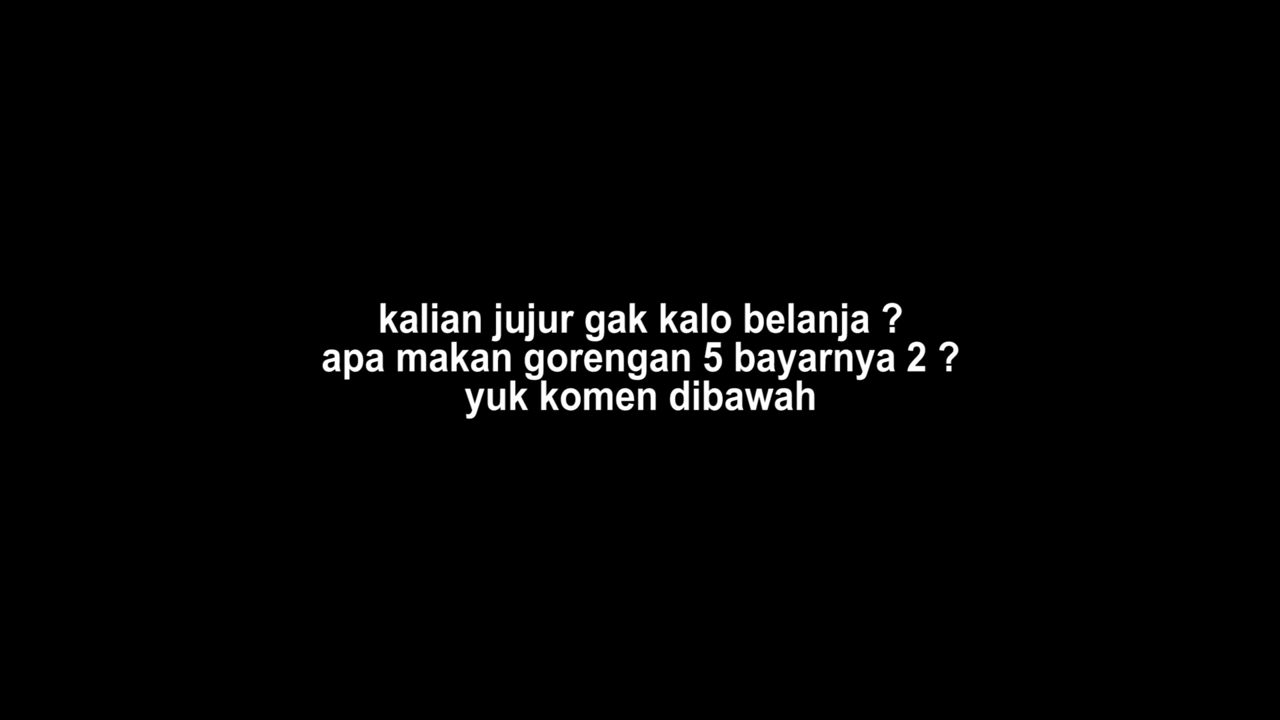 kalian jujur gak kalo belanja ?
apa makan gorengan 5 bayarnya 2 ?
yuk komen dibawah